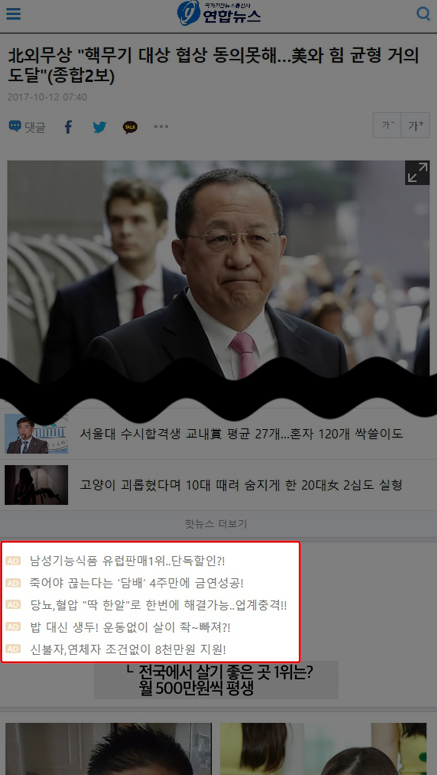 국가기간뉴스통신사
연합뉴스
北외무상 "핵무기 대상 협상 동의못해…美와 힘 균형 거의
도달"(종합2보)
2017-10-12 07:40
댓글
TALK
가-
가+
서울대 수시합격생 교내賞 평균 27개…혼자 120개 싹쓸이도
고양이 괴롭혔다며 10대 때려 숨지게 한 20대女 2심도 실형
핫뉴스 더보기
AD 남성기능식품 유럽판매1위..단독할인?!
AD 죽어야 끊는다는 '담배' 4주만에 금연성공!
AD 당뇨,혈압 "딱 한알"로 한번에 해결가능..업계중격!!
AD 밥 대신 생두! 운동없이 살이 쫙~빠져?!
AD 신불자,연체자 조건없이 8천만원 지원!
└ 전국에서 살기 좋은 곳 1위는?
월 500만원씩 평생